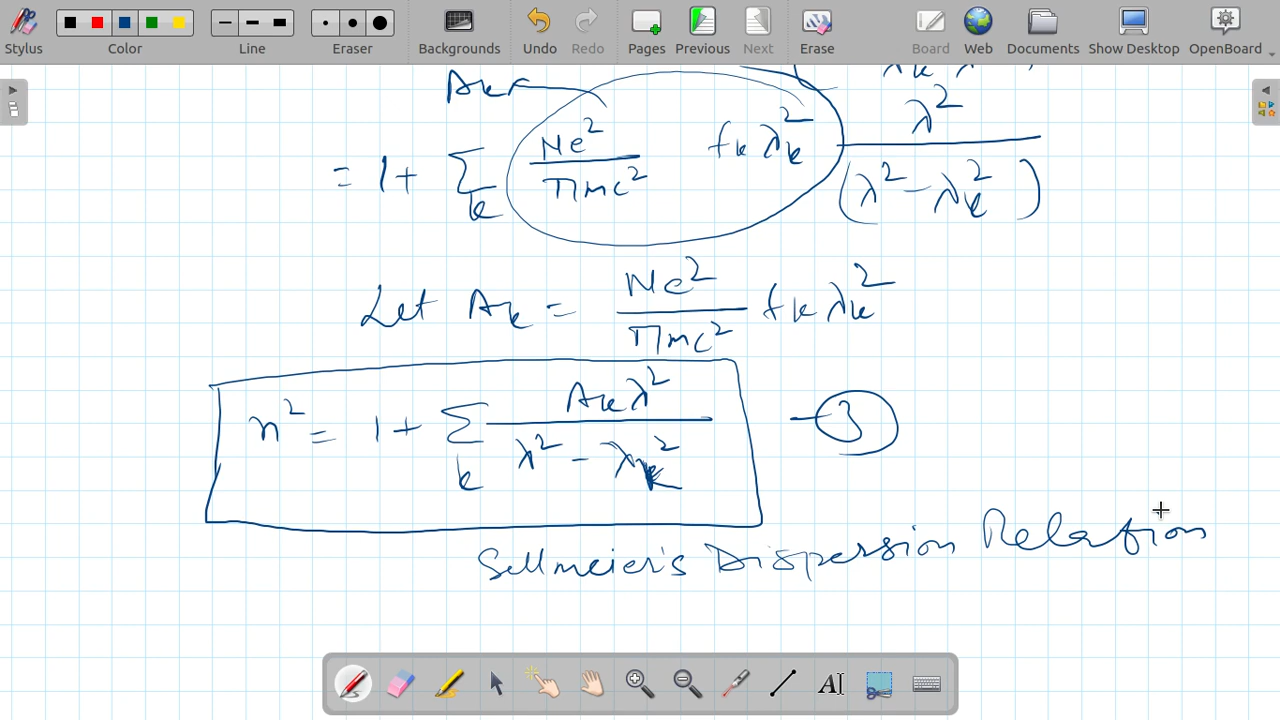 Stylus Color Line Eraser Backgrounds Undo Redo Pages Previous Next Erase Board Web Documents Show Desktop OpenBoard
A_k
λ²
= 1 + Σ_k Ne²/πmc² f_k λ_k² λ²/(λ² − λ_k²)
Let A_k = Ne²/πmc² f_k λ_k²
n² = 1 + Σ_k A_k λ²/λ² − λ_k² — 3
Sellmeier's Dispersion Relation